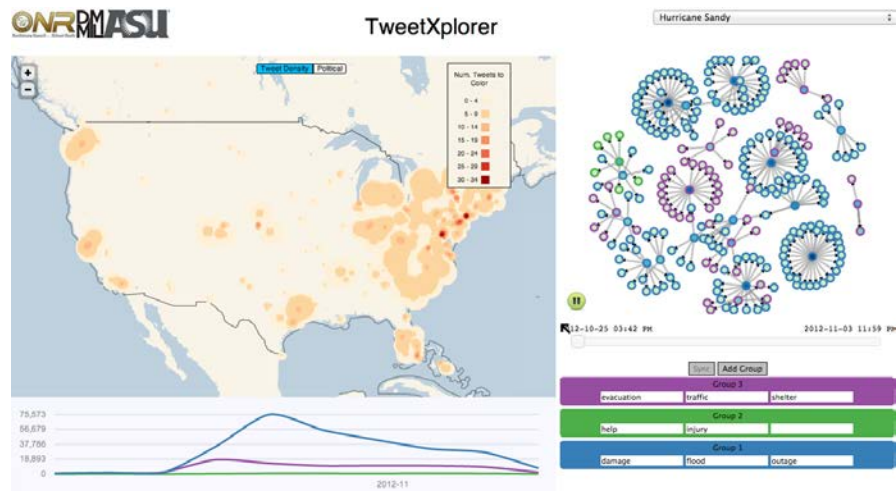 ONR DMML ASU
TweetXplorer
Hurricane Sandy
+
−
Tweet Density Political
Num. Tweets to
Color
0 - 4
5 - 9
10 - 14
15 - 19
20 - 24
25 - 29
30 - 34
12-10-25 03:42 PM 2012-11-03 11:59 PM
Sync Add Group
Group 3
evacuation traffic shelter
Group 2
help injury
Group 1
damage flood outage
75,573
56,679
37,786
18,893
0
2012-11